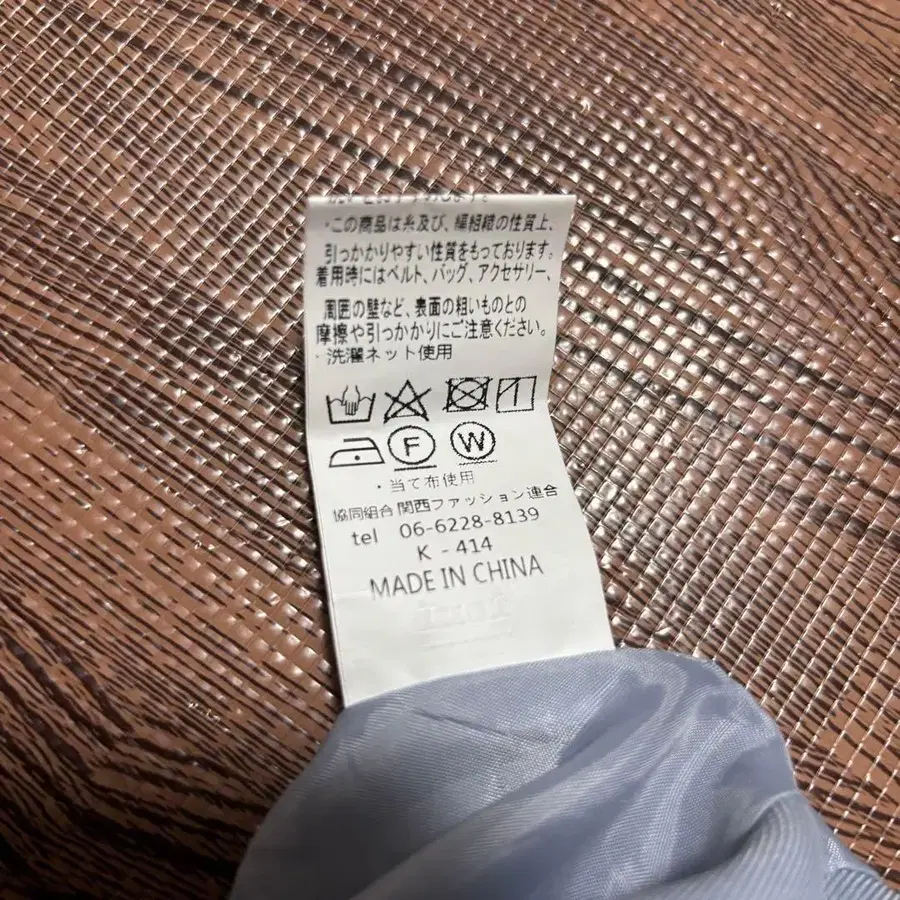 ・この商品は糸及び、編組織の性質上、
引っかかりやすい性質をもっております。
着用時にはベルト、バッグ、アクセサリー、
周囲の壁など、表面の粗いものとの
摩擦や引っかかりにご注意ください。
・洗濯ネット使用
F W
・当て布使用
協同組合 関西ファッション連合
tel 06-6228-8139
K - 414
MADE IN CHINA